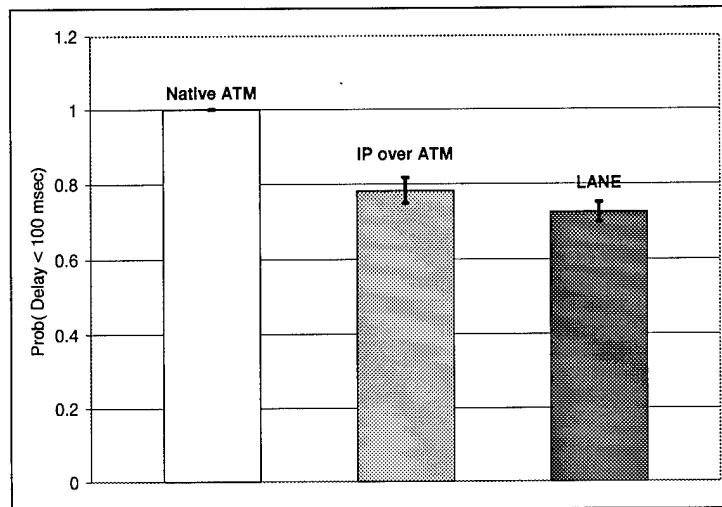 1.2
Native ATM
1
IP over ATM
LANE
0.8
0.6
0.4
0.2
0
Prob( Delay < 100 msec)